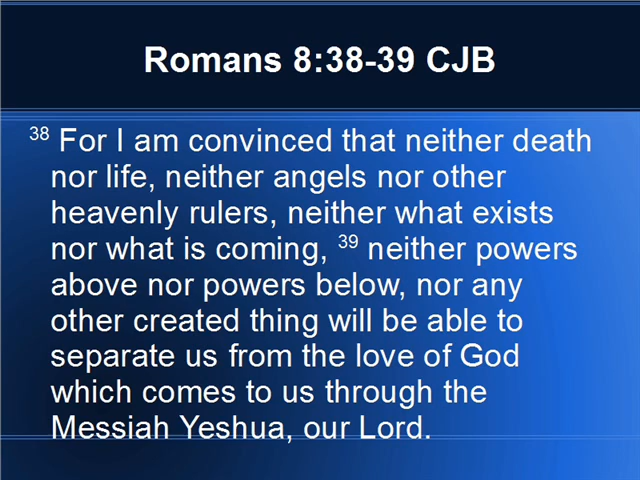 Romans 8:38-39 CJB
38 For I am convinced that neither death
nor life, neither angels nor other
heavenly rulers, neither what exists
nor what is coming, 39 neither powers
above nor powers below, nor any
other created thing will be able to
separate us from the love of God
which comes to us through the
Messiah Yeshua, our Lord.